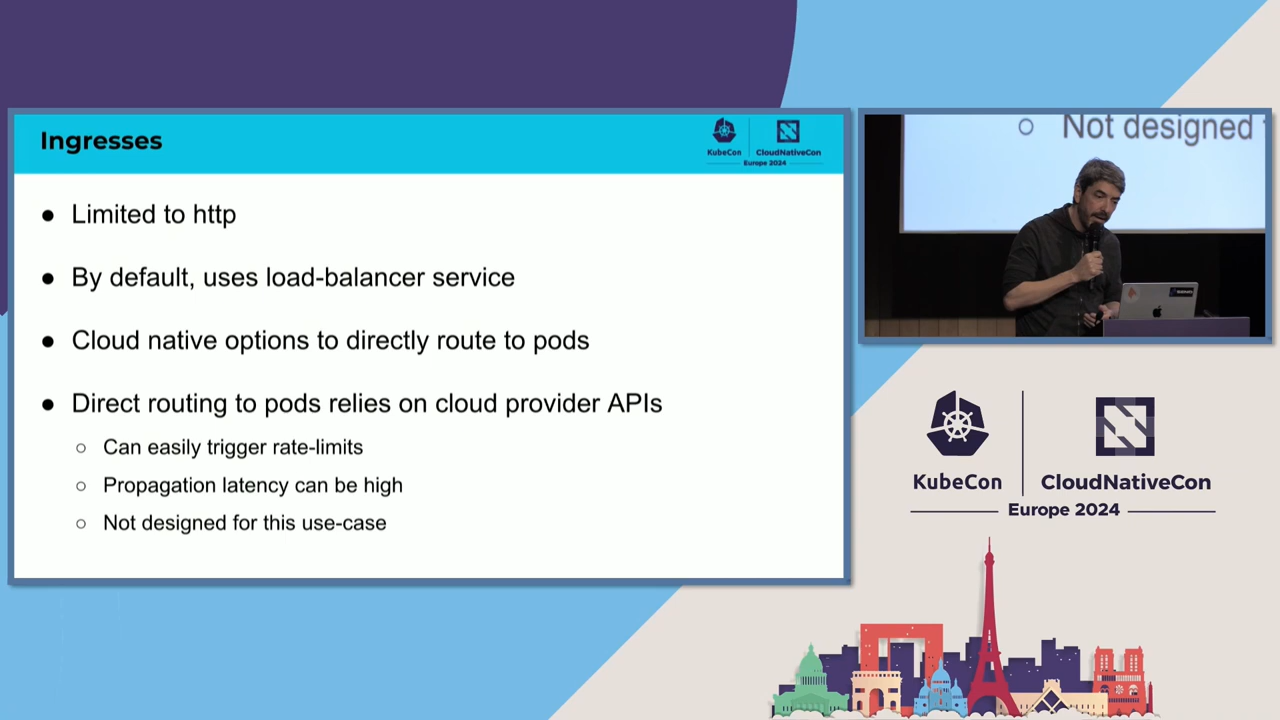 Ingresses
KubeCon
CloudNativeCon
Europe 2024
● Limited to http
● By default, uses load-balancer service
● Cloud native options to directly route to pods
● Direct routing to pods relies on cloud provider APIs
○ Can easily trigger rate-limits
○ Propagation latency can be high
○ Not designed for this use-case
○ Not designed
KubeCon
CloudNativeCon
Europe 2024